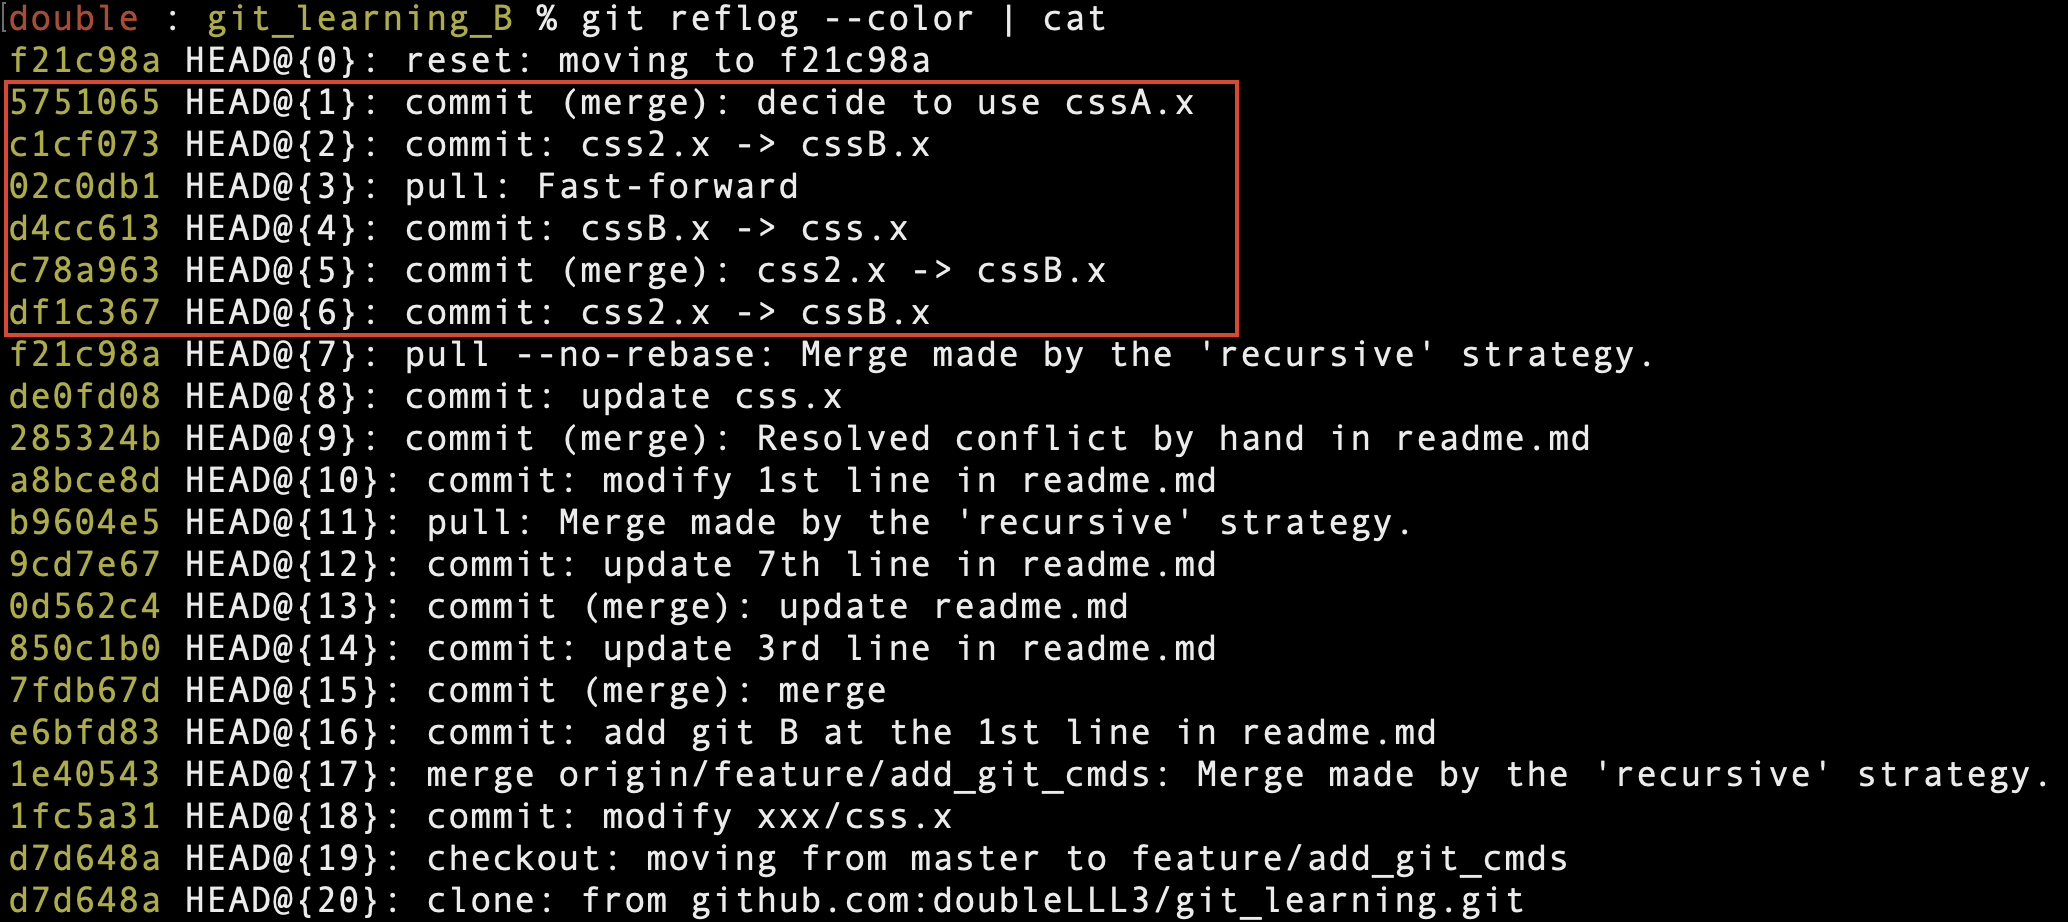 double : git_learning_B % git reflog --color | cat
f21c98a HEAD@{0}: reset: moving to f21c98a
5751065 HEAD@{1}: commit (merge): decide to use cssA.x
c1cf073 HEAD@{2}: commit: css2.x -> cssB.x
02c0db1 HEAD@{3}: pull: Fast-forward
d4cc613 HEAD@{4}: commit: cssB.x -> css.x
c78a963 HEAD@{5}: commit (merge): css2.x -> cssB.x
df1c367 HEAD@{6}: commit: css2.x -> cssB.x
f21c98a HEAD@{7}: pull --no-rebase: Merge made by the 'recursive' strategy.
de0fd08 HEAD@{8}: commit: update css.x
285324b HEAD@{9}: commit (merge): Resolved conflict by hand in readme.md
a8bce8d HEAD@{10}: commit: modify 1st line in readme.md
b9604e5 HEAD@{11}: pull: Merge made by the 'recursive' strategy.
9cd7e67 HEAD@{12}: commit: update 7th line in readme.md
0d562c4 HEAD@{13}: commit (merge): update readme.md
850c1b0 HEAD@{14}: commit: update 3rd line in readme.md
7fdb67d HEAD@{15}: commit (merge): merge
e6bfd83 HEAD@{16}: commit: add git B at the 1st line in readme.md
1e40543 HEAD@{17}: merge origin/feature/add_git_cmds: Merge made by the 'recursive' strategy.
1fc5a31 HEAD@{18}: commit: modify xxx/css.x
d7d648a HEAD@{19}: checkout: moving from master to feature/add_git_cmds
d7d648a HEAD@{20}: clone: from github.com:doubleLLL3/git_learning.git